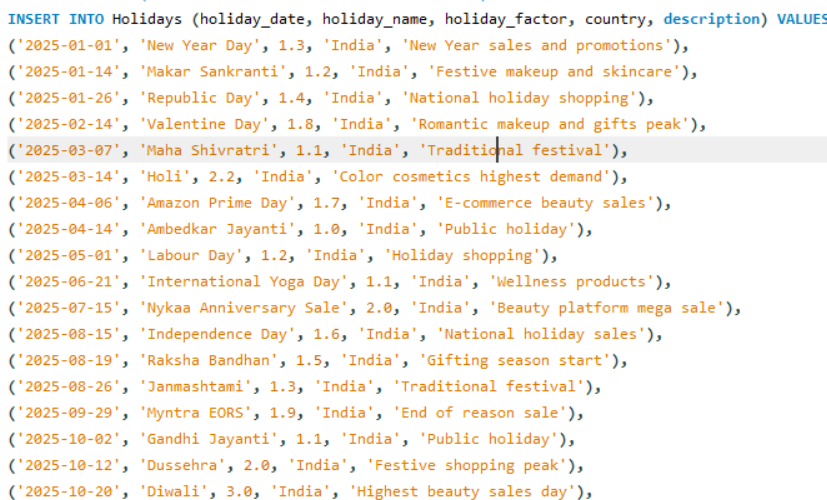 INSERT INTO Holidays (holiday_date, holiday_name, holiday_factor, country, description) VALUES
('2025-01-01', 'New Year Day', 1.3, 'India', 'New Year sales and promotions'),
('2025-01-14', 'Makar Sankranti', 1.2, 'India', 'Festive makeup and skincare'),
('2025-01-26', 'Republic Day', 1.4, 'India', 'National holiday shopping'),
('2025-02-14', 'Valentine Day', 1.8, 'India', 'Romantic makeup and gifts peak'),
('2025-03-07', 'Maha Shivratri', 1.1, 'India', 'Traditional festival'),
('2025-03-14', 'Holi', 2.2, 'India', 'Color cosmetics highest demand'),
('2025-04-06', 'Amazon Prime Day', 1.7, 'India', 'E-commerce beauty sales'),
('2025-04-14', 'Ambedkar Jayanti', 1.0, 'India', 'Public holiday'),
('2025-05-01', 'Labour Day', 1.2, 'India', 'Holiday shopping'),
('2025-06-21', 'International Yoga Day', 1.1, 'India', 'Wellness products'),
('2025-07-15', 'Nykaa Anniversary Sale', 2.0, 'India', 'Beauty platform mega sale'),
('2025-08-15', 'Independence Day', 1.6, 'India', 'National holiday sales'),
('2025-08-19', 'Raksha Bandhan', 1.5, 'India', 'Gifting season start'),
('2025-08-26', 'Janmashtami', 1.3, 'India', 'Traditional festival'),
('2025-09-29', 'Myntra EORS', 1.9, 'India', 'End of reason sale'),
('2025-10-02', 'Gandhi Jayanti', 1.1, 'India', 'Public holiday'),
('2025-10-12', 'Dussehra', 2.0, 'India', 'Festive shopping peak'),
('2025-10-20', 'Diwali', 3.0, 'India', 'Highest beauty sales day'),